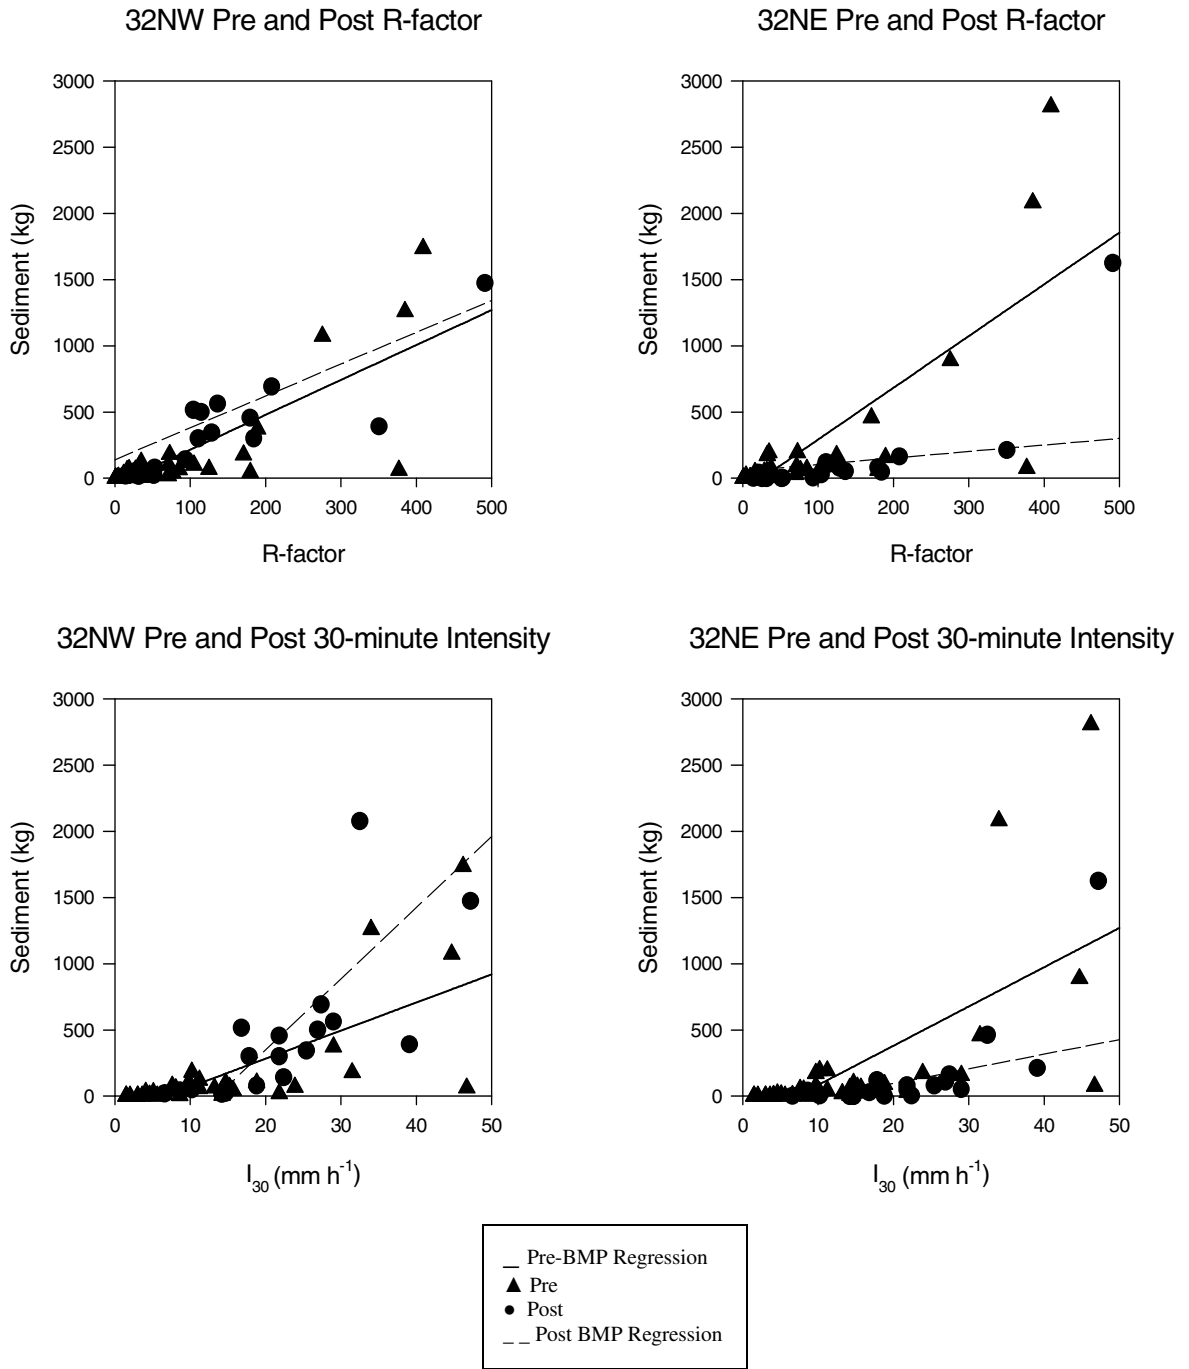 32NW Pre and Post R-factor
32NE Pre and Post R-factor
3000
2500
2000
1500
1000
500
0
Sediment (kg)
0 100 200 300 400 500
R-factor
3000
2500
2000
1500
1000
500
0
Sediment (kg)
0 100 200 300 400 500
R-factor
32NW Pre and Post 30-minute Intensity
32NE Pre and Post 30-minute Intensity
3000
2500
2000
1500
1000
500
0
Sediment (kg)
0 10 20 30 40 50
I30 (mm h-1)
3000
2500
2000
1500
1000
500
0
Sediment (kg)
0 10 20 30 40 50
I30 (mm h-1)
Pre-BMP Regression
Pre
Post
Post BMP Regression